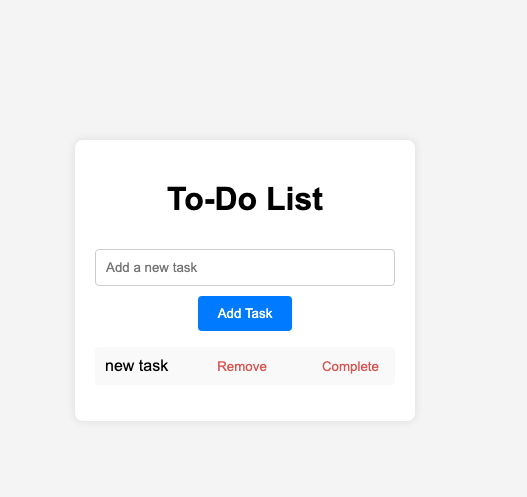 To-Do List
Add a new task
Add Task
new task Remove Complete